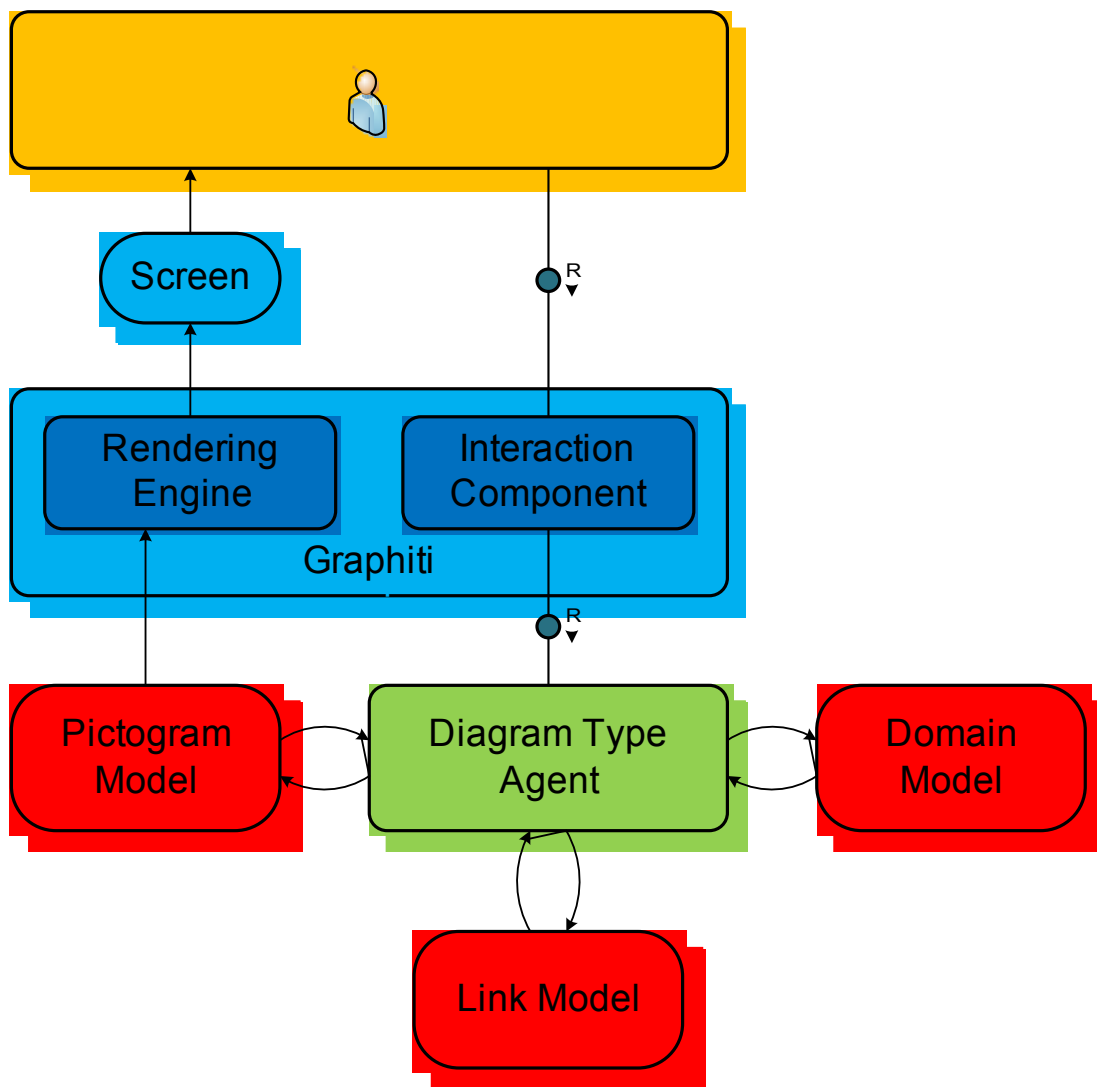 Screen
R
Rendering
Engine
Interaction
Component
Graphiti
R
Pictogram
Model
Diagram Type
Agent
Domain
Model
Link Model